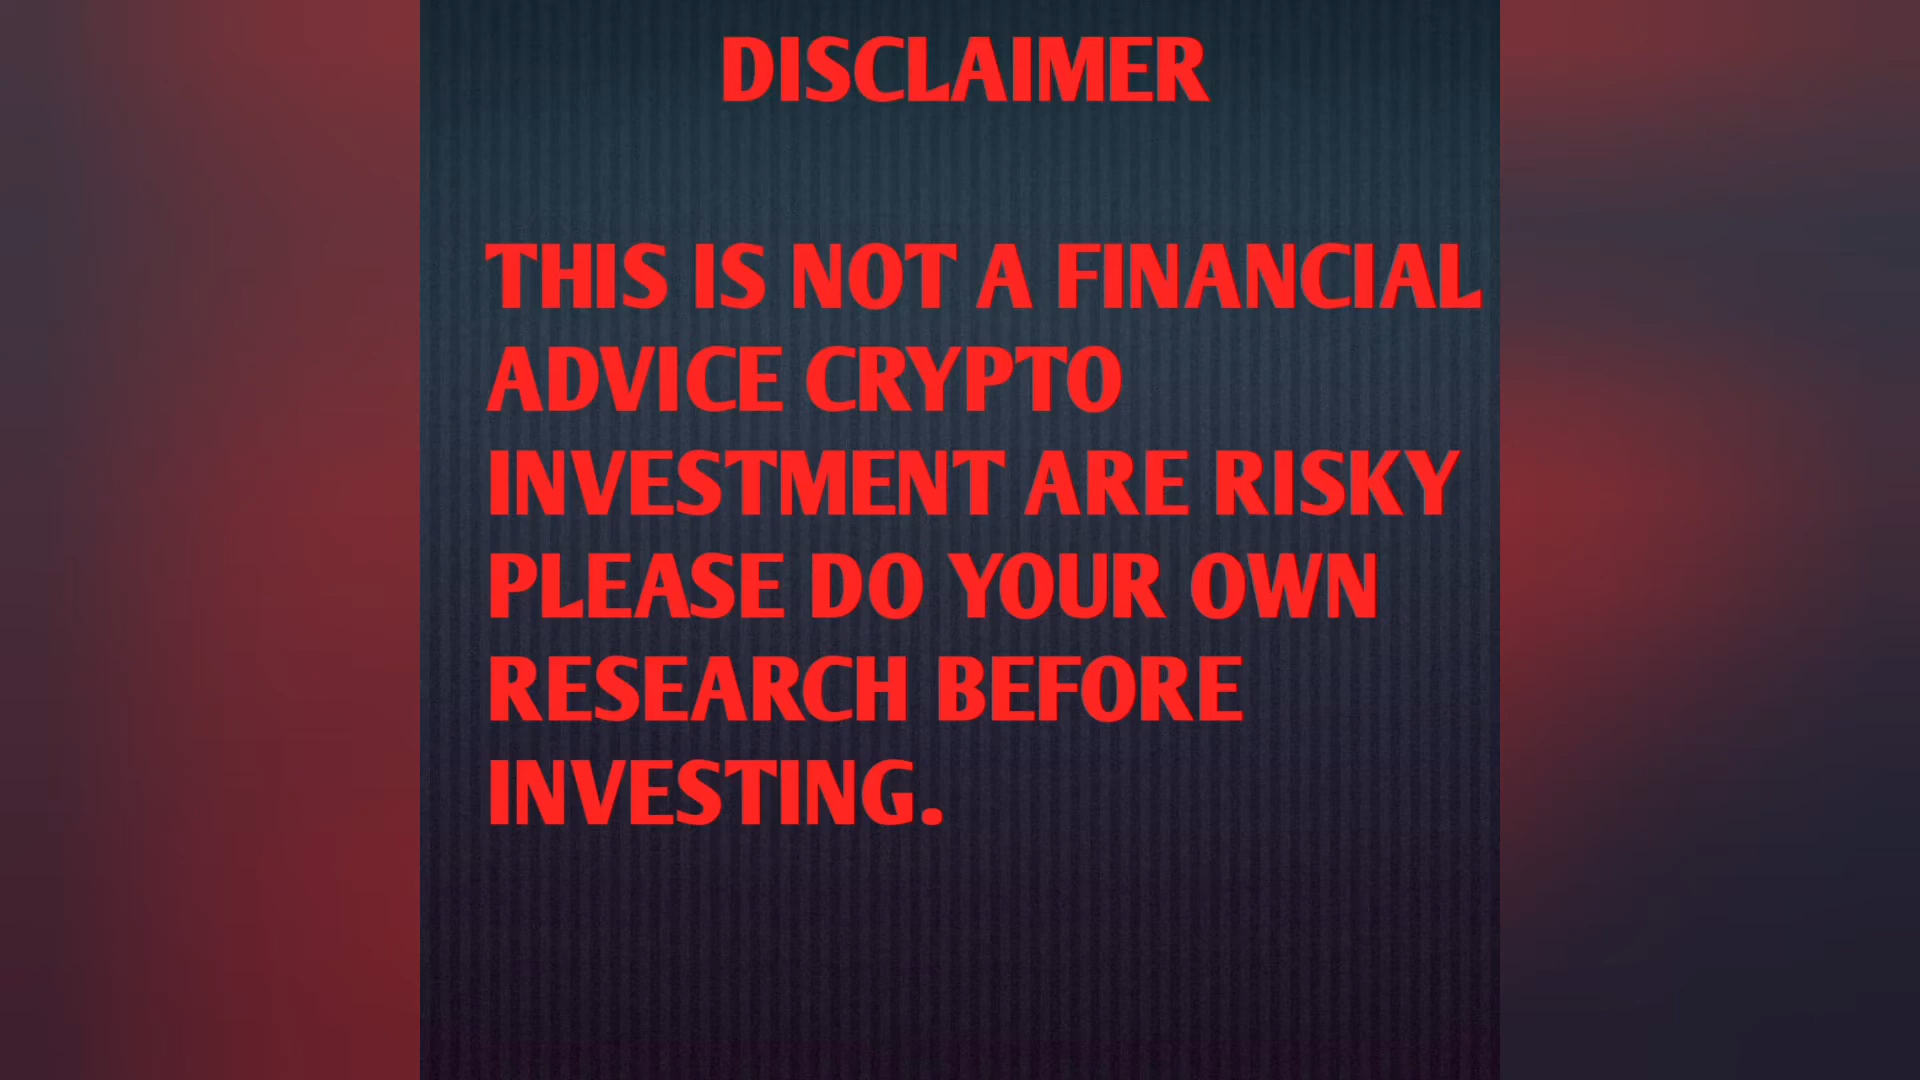 DISCLAIMER
THIS IS NOT A FINANCIAL
ADVICE CRYPTO
INVESTMENT ARE RISKY
PLEASE DO YOUR OWN
RESEARCH BEFORE
INVESTING.